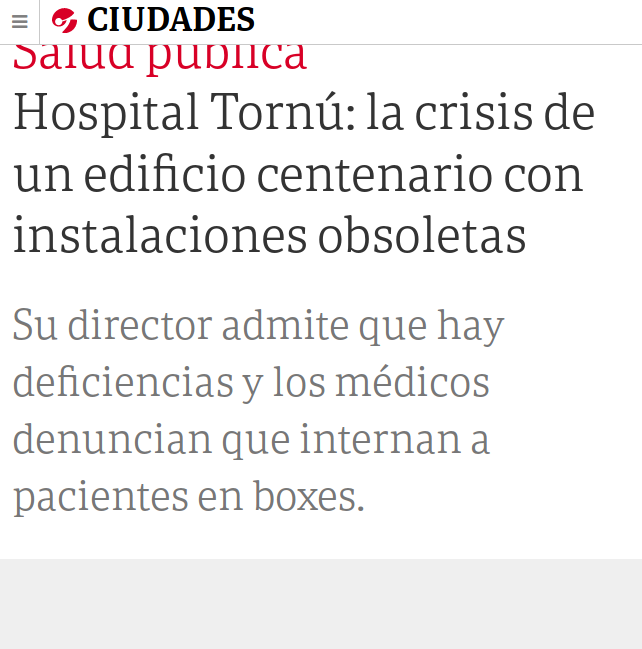 CIUDADES
Salud pública
Hospital Tornú: la crisis de
un edificio centenario con
instalaciones obsoletas
Su director admite que hay
deficiencias y los médicos
denuncian que internan a
pacientes en boxes.